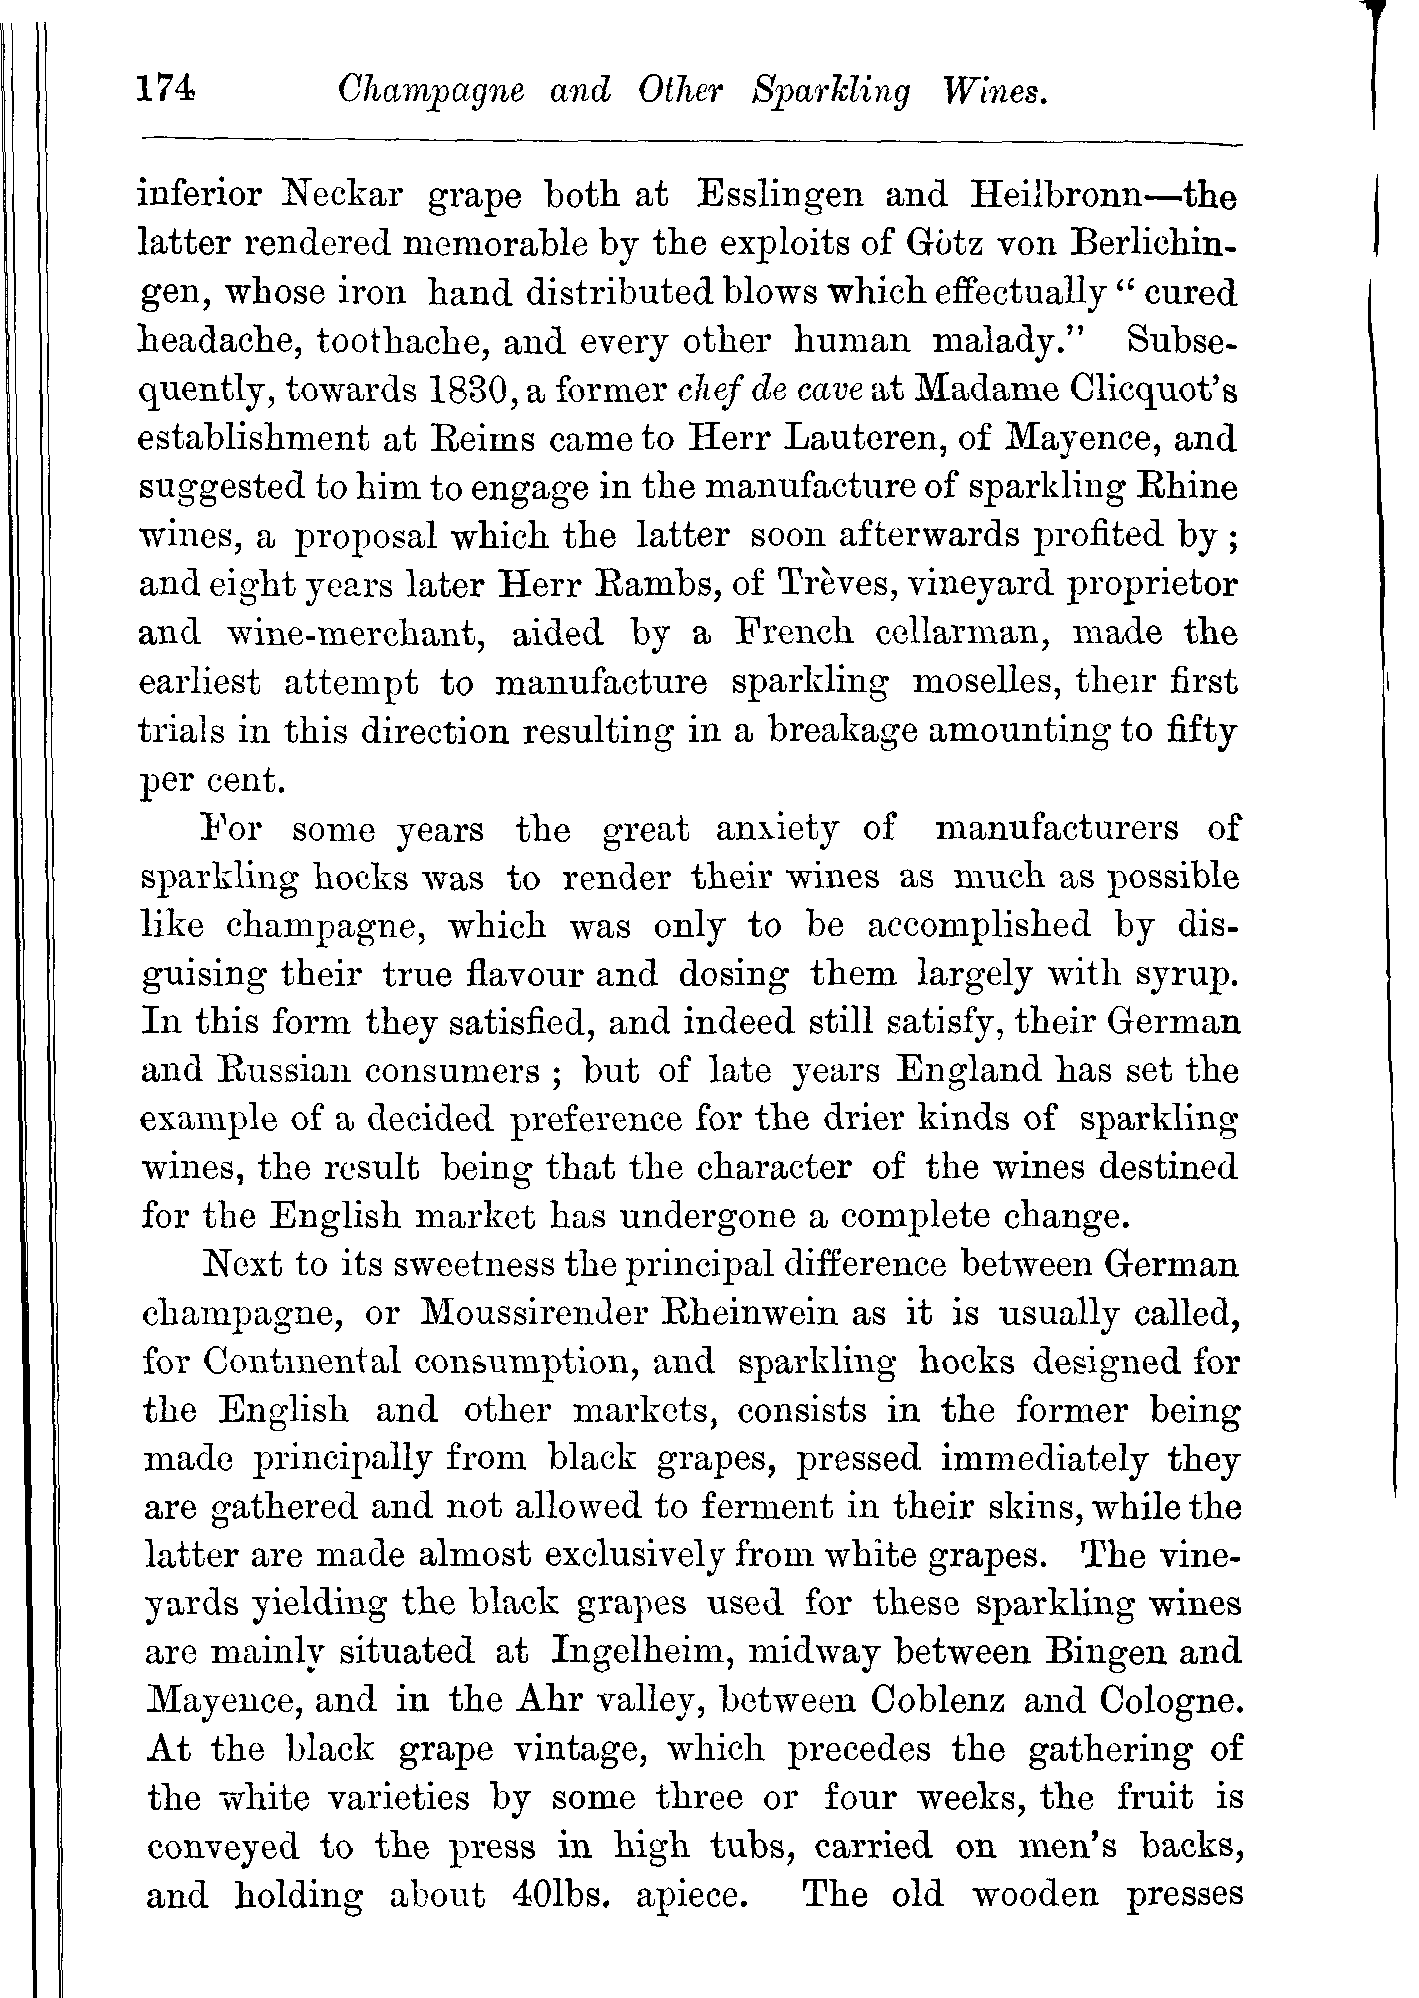 174 Champagne and Other Sparkling Wines.
inferior Neckar grape both at Esslingen and Heilbronn—the
latter rendered memorable by the exploits of Götz von Berlichin-
gen, whose iron hand distributed blows which effectually “ cured
headache, toothache, and every other human malady.” Subse-
quently, towards 1830, a former chef de cave at Madame Clicquot’s
establishment at Reims came to Herr Lauteren, of Mayence, and
suggested to him to engage in the manufacture of sparkling Rhine
wines, a proposal which the latter soon afterwards profited by ;
and eight years later Herr Rambs, of Trèves, vineyard proprietor
and wine-merchant, aided by a French cellarman, made the
earliest attempt to manufacture sparkling moselles, their first
trials in this direction resulting in a breakage amounting to fifty
per cent.
For some years the great anxiety of manufacturers of
sparkling hocks was to render their wines as much as possible
like champagne, which was only to be accomplished by dis-
guising their true flavour and dosing them largely with syrup.
In this form they satisfied, and indeed still satisfy, their German
and Russian consumers ; but of late years England has set the
example of a decided preference for the drier kinds of sparkling
wines, the result being that the character of the wines destined
for the English market has undergone a complete change.
Next to its sweetness the principal difference between German
champagne, or Moussirender Rheinwein as it is usually called,
for Continental consumption, and sparkling hocks designed for
the English and other markets, consists in the former being
made principally from black grapes, pressed immediately they
are gathered and not allowed to ferment in their skins, while the
latter are made almost exclusively from white grapes. The vine-
yards yielding the black grapes used for these sparkling wines
are mainly situated at Ingelheim, midway between Bingen and
Mayence, and in the Ahr valley, between Coblenz and Cologne.
At the black grape vintage, which precedes the gathering of
the white varieties by some three or four weeks, the fruit is
conveyed to the press in high tubs, carried on men’s backs,
and holding about 40lbs. apiece. The old wooden presses